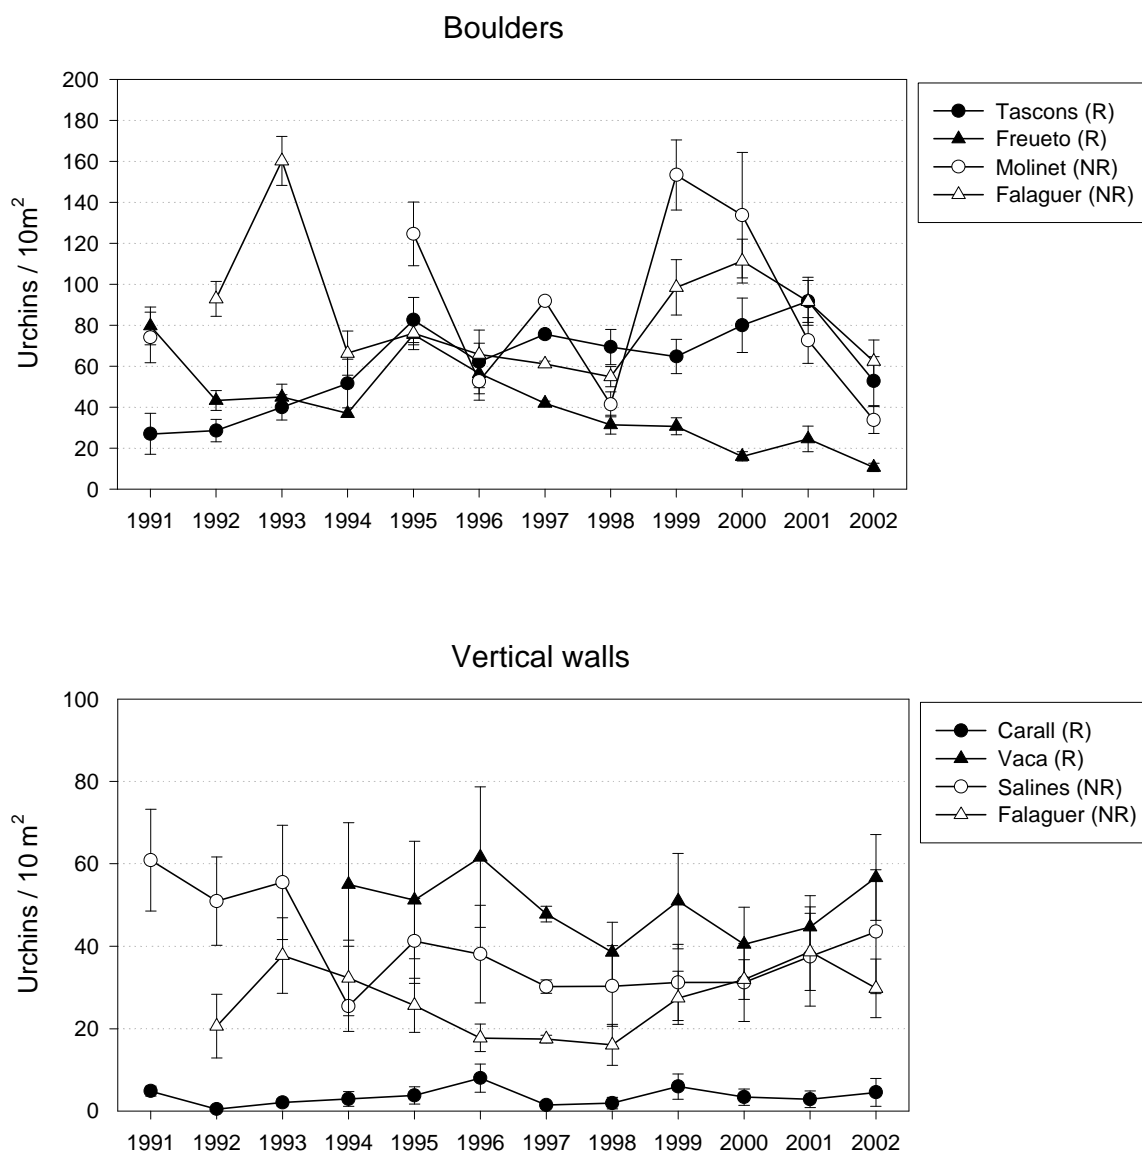 Boulders
Urchins / 10m²
200
180
160
140
120
100
80
60
40
20
0
1991 1992 1993 1994 1995 1996 1997 1998 1999 2000 2001 2002
Tascons (R)
Freueto (R)
Molinet (NR)
Falaguer (NR)
Vertical walls
Urchins / 10 m²
100
80
60
40
20
0
1991 1992 1993 1994 1995 1996 1997 1998 1999 2000 2001 2002
Carall (R)
Vaca (R)
Salines (NR)
Falaguer (NR)